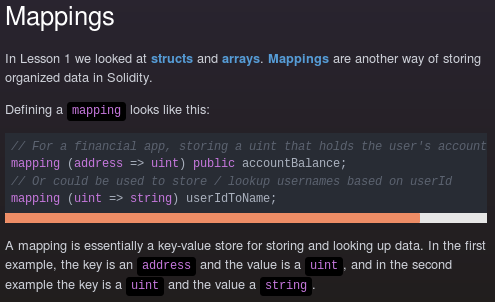 Mappings
In Lesson 1 we looked at structs and arrays. Mappings are another way of storing
organized data in Solidity.
Defining a mapping looks like this:
// For a financial app, storing a uint that holds the user's account
mapping (address => uint) public accountBalance;
// Or could be used to store / lookup usernames based on userId
mapping (uint => string) userIdToName;
A mapping is essentially a key-value store for storing and looking up data. In the first
example, the key is an address and the value is a uint, and in the second
example the key is a uint and the value a string.